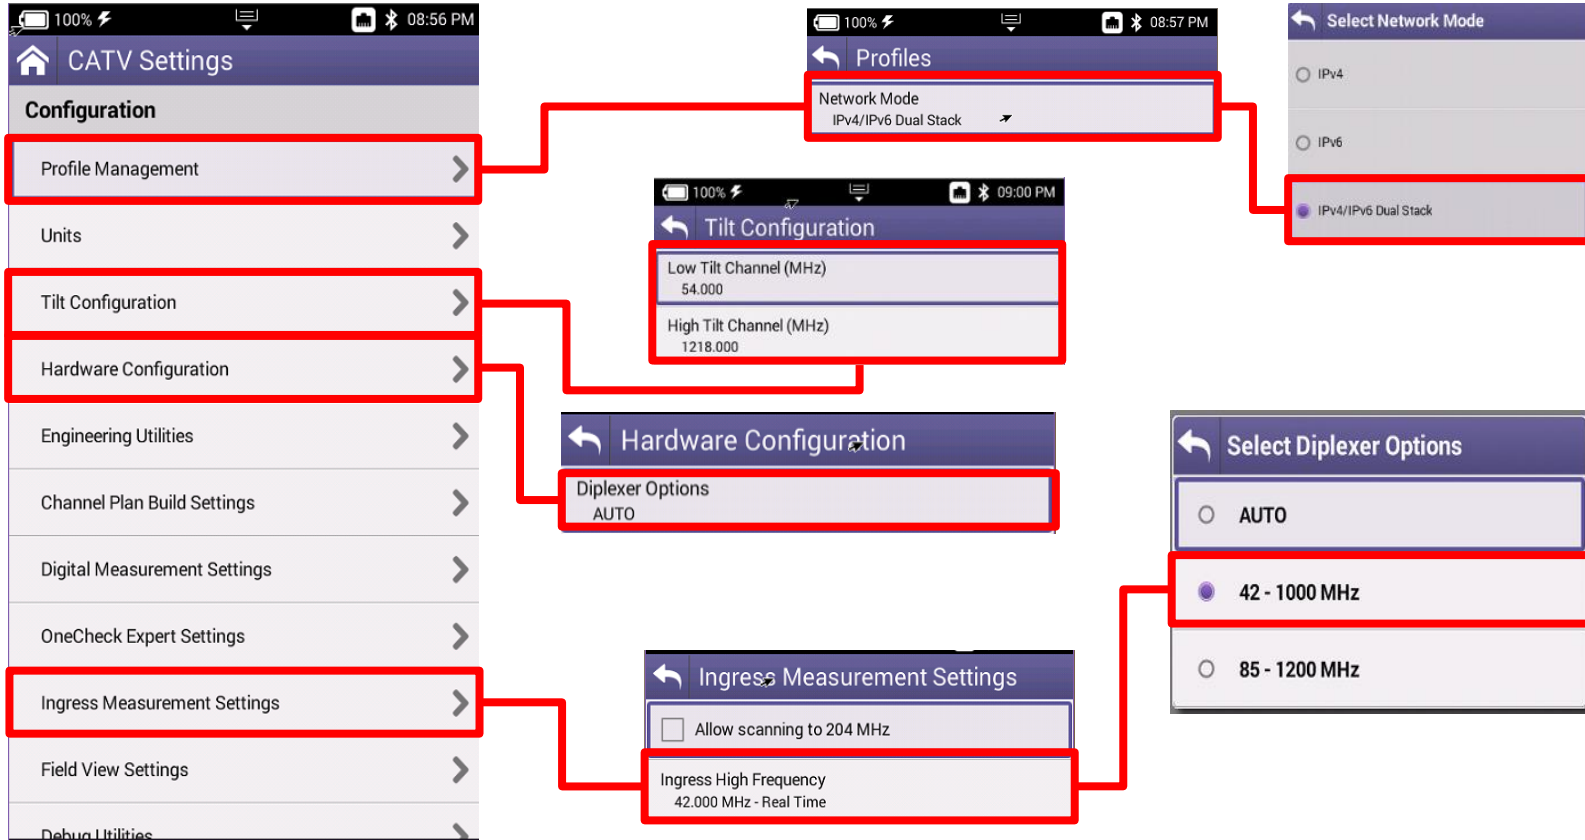 100% 08:56 PM
CATV Settings
Configuration
Profile Management
Units
Tilt Configuration
Hardware Configuration
Engineering Utilities
Channel Plan Build Settings
Digital Measurement Settings
OneCheck Expert Settings
Ingress Measurement Settings
Field View Settings
Debug Utilities
100% 08:57 PM
Profiles
Network Mode
IPv4/IPv6 Dual Stack
Select Network Mode
IPv4
IPv6
IPv4/IPv6 Dual Stack
100% 09:00 PM
Tilt Configuration
Low Tilt Channel (MHz)
54.000
High Tilt Channel (MHz)
1218.000
Hardware Configuration
Diplexer Options
AUTO
Select Diplexer Options
AUTO
42 - 1000 MHz
85 - 1200 MHz
Ingress Measurement Settings
Allow scanning to 204 MHz
Ingress High Frequency
42.000 MHz - Real Time